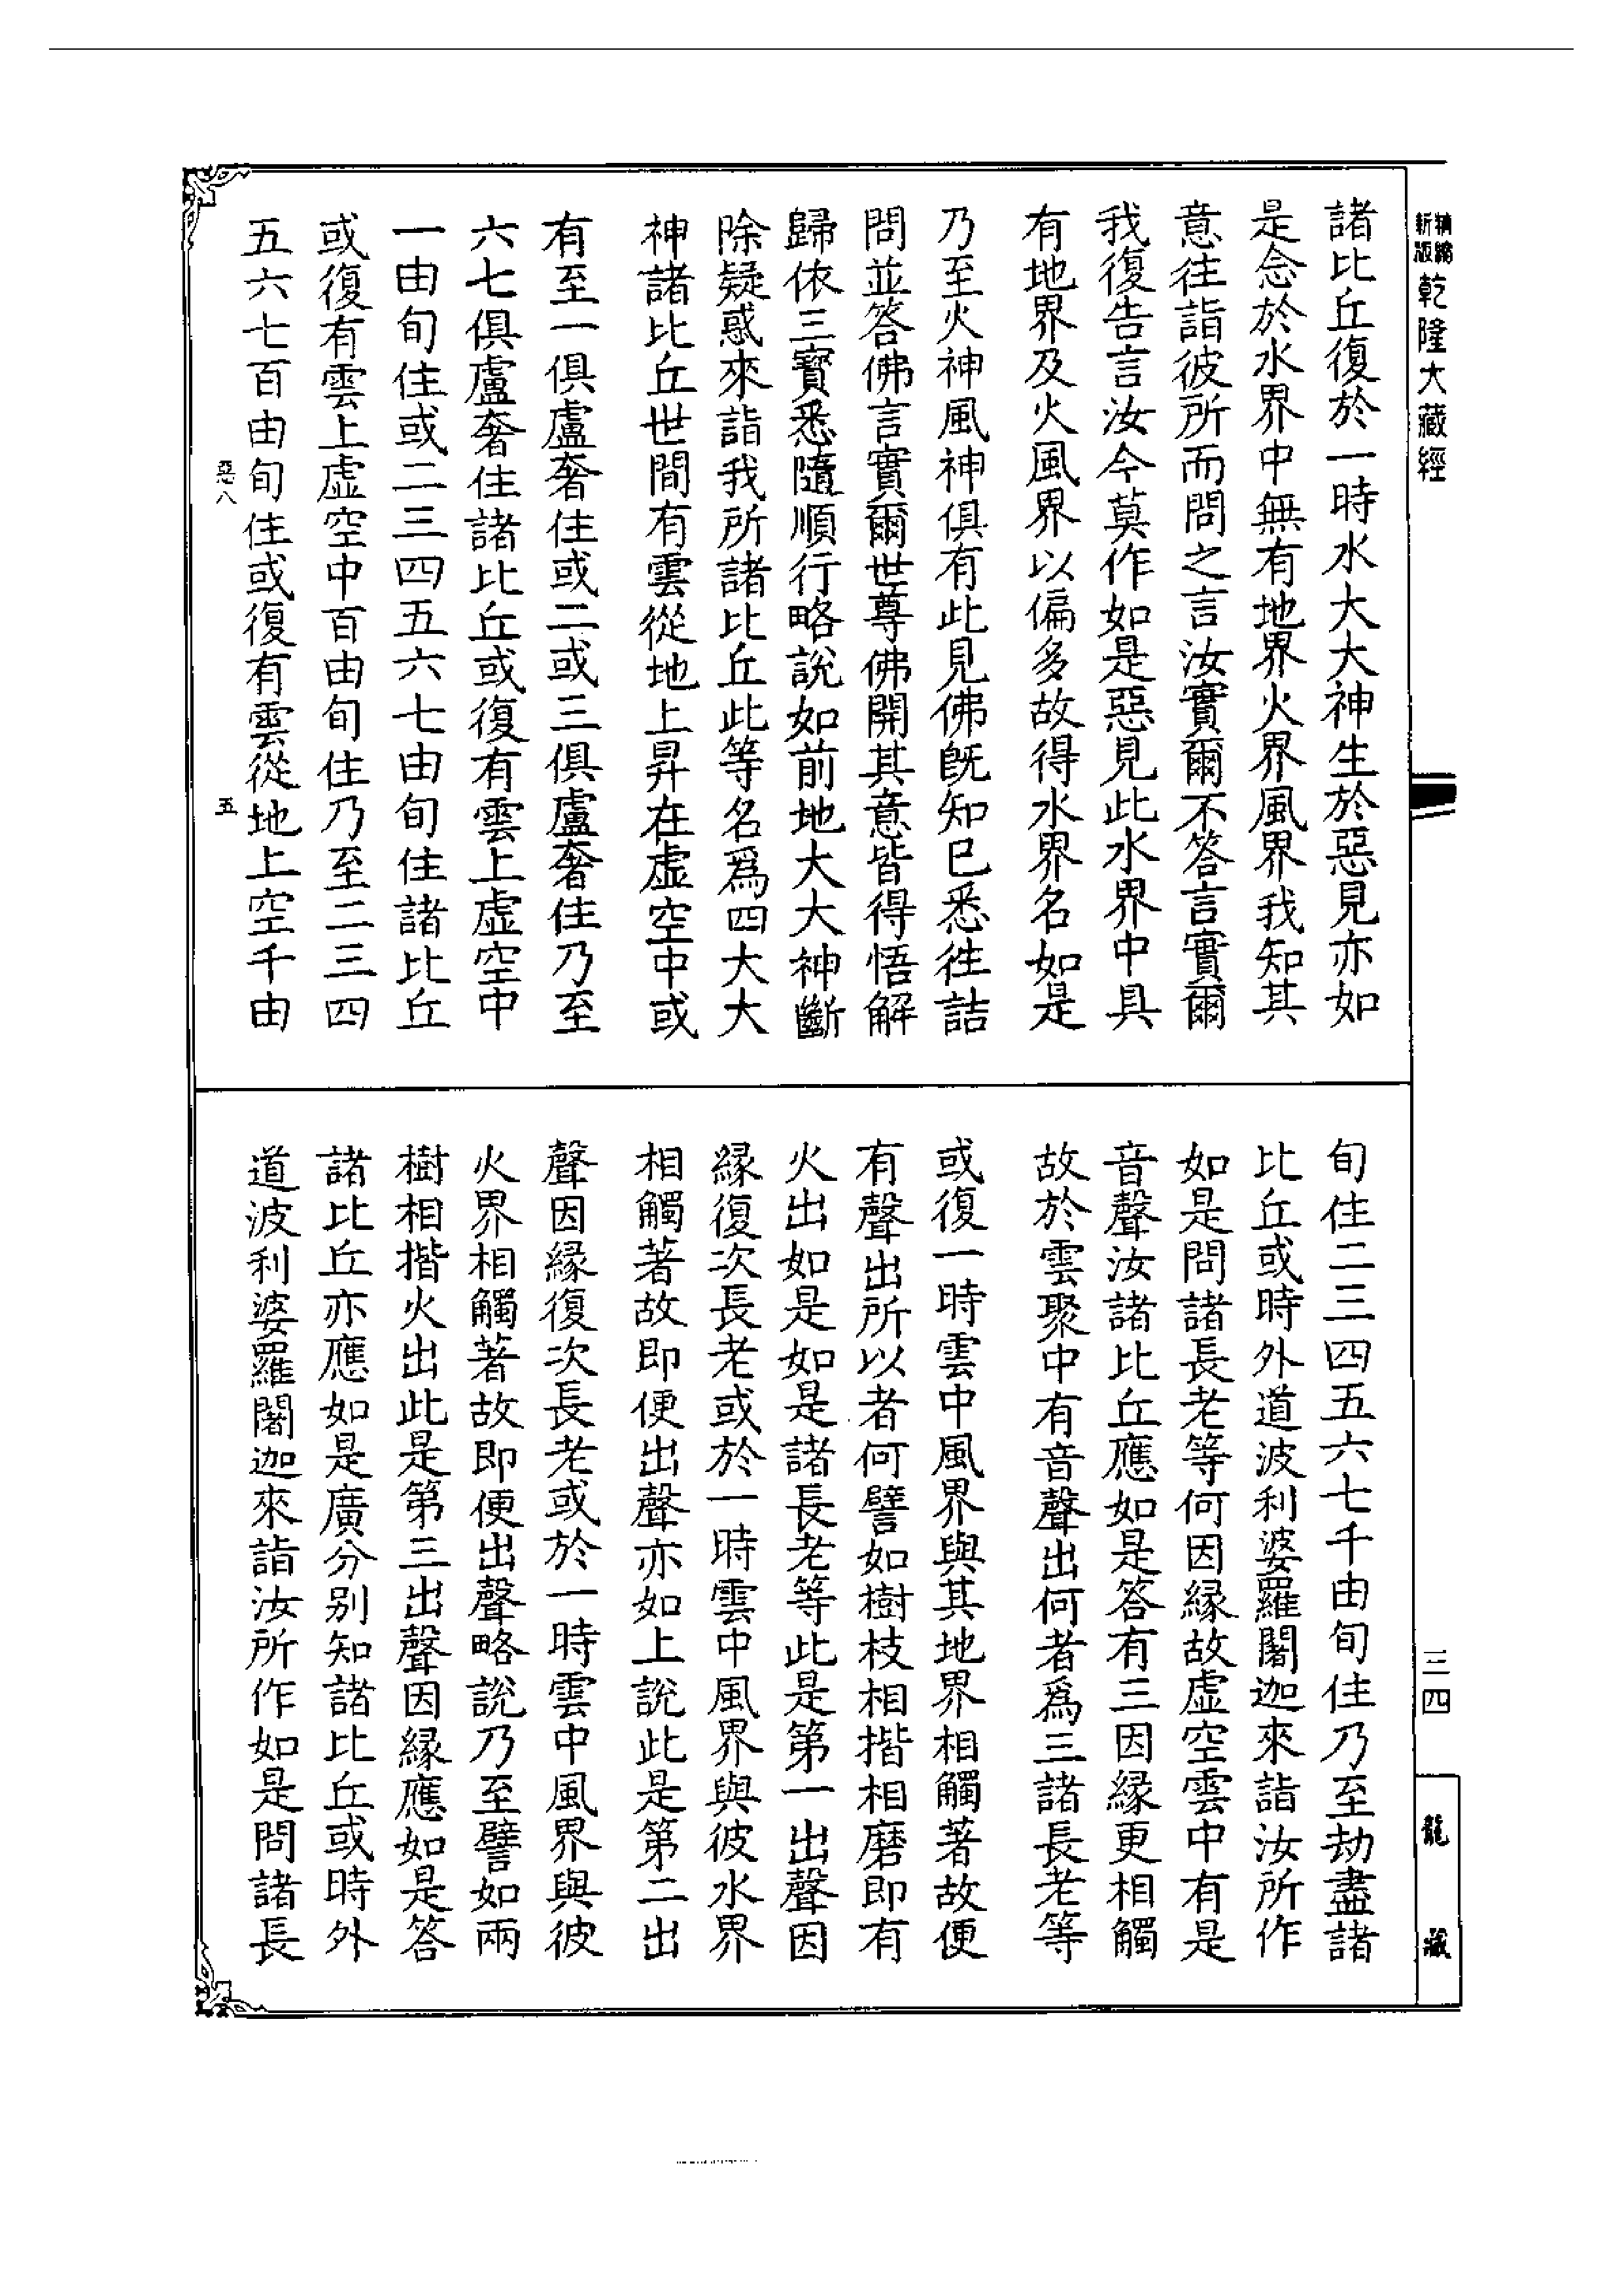 精編
新版
乾隆大藏經
諸比丘復於一時水大大神生於惡見亦如
是念於水界中無有地界火界風界我知其
意往詣彼所而問之言汝實爾不答言實爾
我復告言汝今莫作如是惡見此水界中具
有地界及火風界以偏多故得水界名如是
乃至火神風神俱有此見佛旣知已悉徃詰
問並答佛言實爾世尊佛開其意皆得悟解
歸依三寶悉隨順行略說如前地大大神斷
除疑惑來詣我所諸比丘此等名爲四大大
神諸比丘世間有雲從地上昇在虛空中或
有至一俱盧奢住或二或三俱盧奢住乃至
六七俱盧奢住諸比丘或復有雲上虛空中
一由旬住或二三四五六七由旬住諸比丘
或復有雲上虛空中百由旬住乃至二三四
五六七百由旬住或復有雲從地上空千由
惡八
五
旬住二三四五六七千由旬住乃至劫盡諸
比丘或時外道波利婆羅闍迦來詣汝所作
如是問諸長老等何因緣故虛空雲中有是
音聲汝諸比丘應如是答有三因緣更相觸
故於雲聚中有音聲出何者爲三諸長老等
或復一時雲中風界與其地界相觸著故便
有聲出所以者何譬如樹枝相揩相磨即有
火出如是如是諸長老等此是第一出聲因
緣復次長老或於一時雲中風界與彼水界
相觸著故即便出聲亦如上說此是第二出
聲因緣復次長老或於一時雲中風界與彼
火界相觸著故即便出聲略說乃至譬如兩
樹相揩火出此是第三出聲因緣應如是答
諸比丘亦應如是廣分別知諸比丘或時外
道波利婆羅闍迦來詣汝所作如是問諸長
三四
龍藏